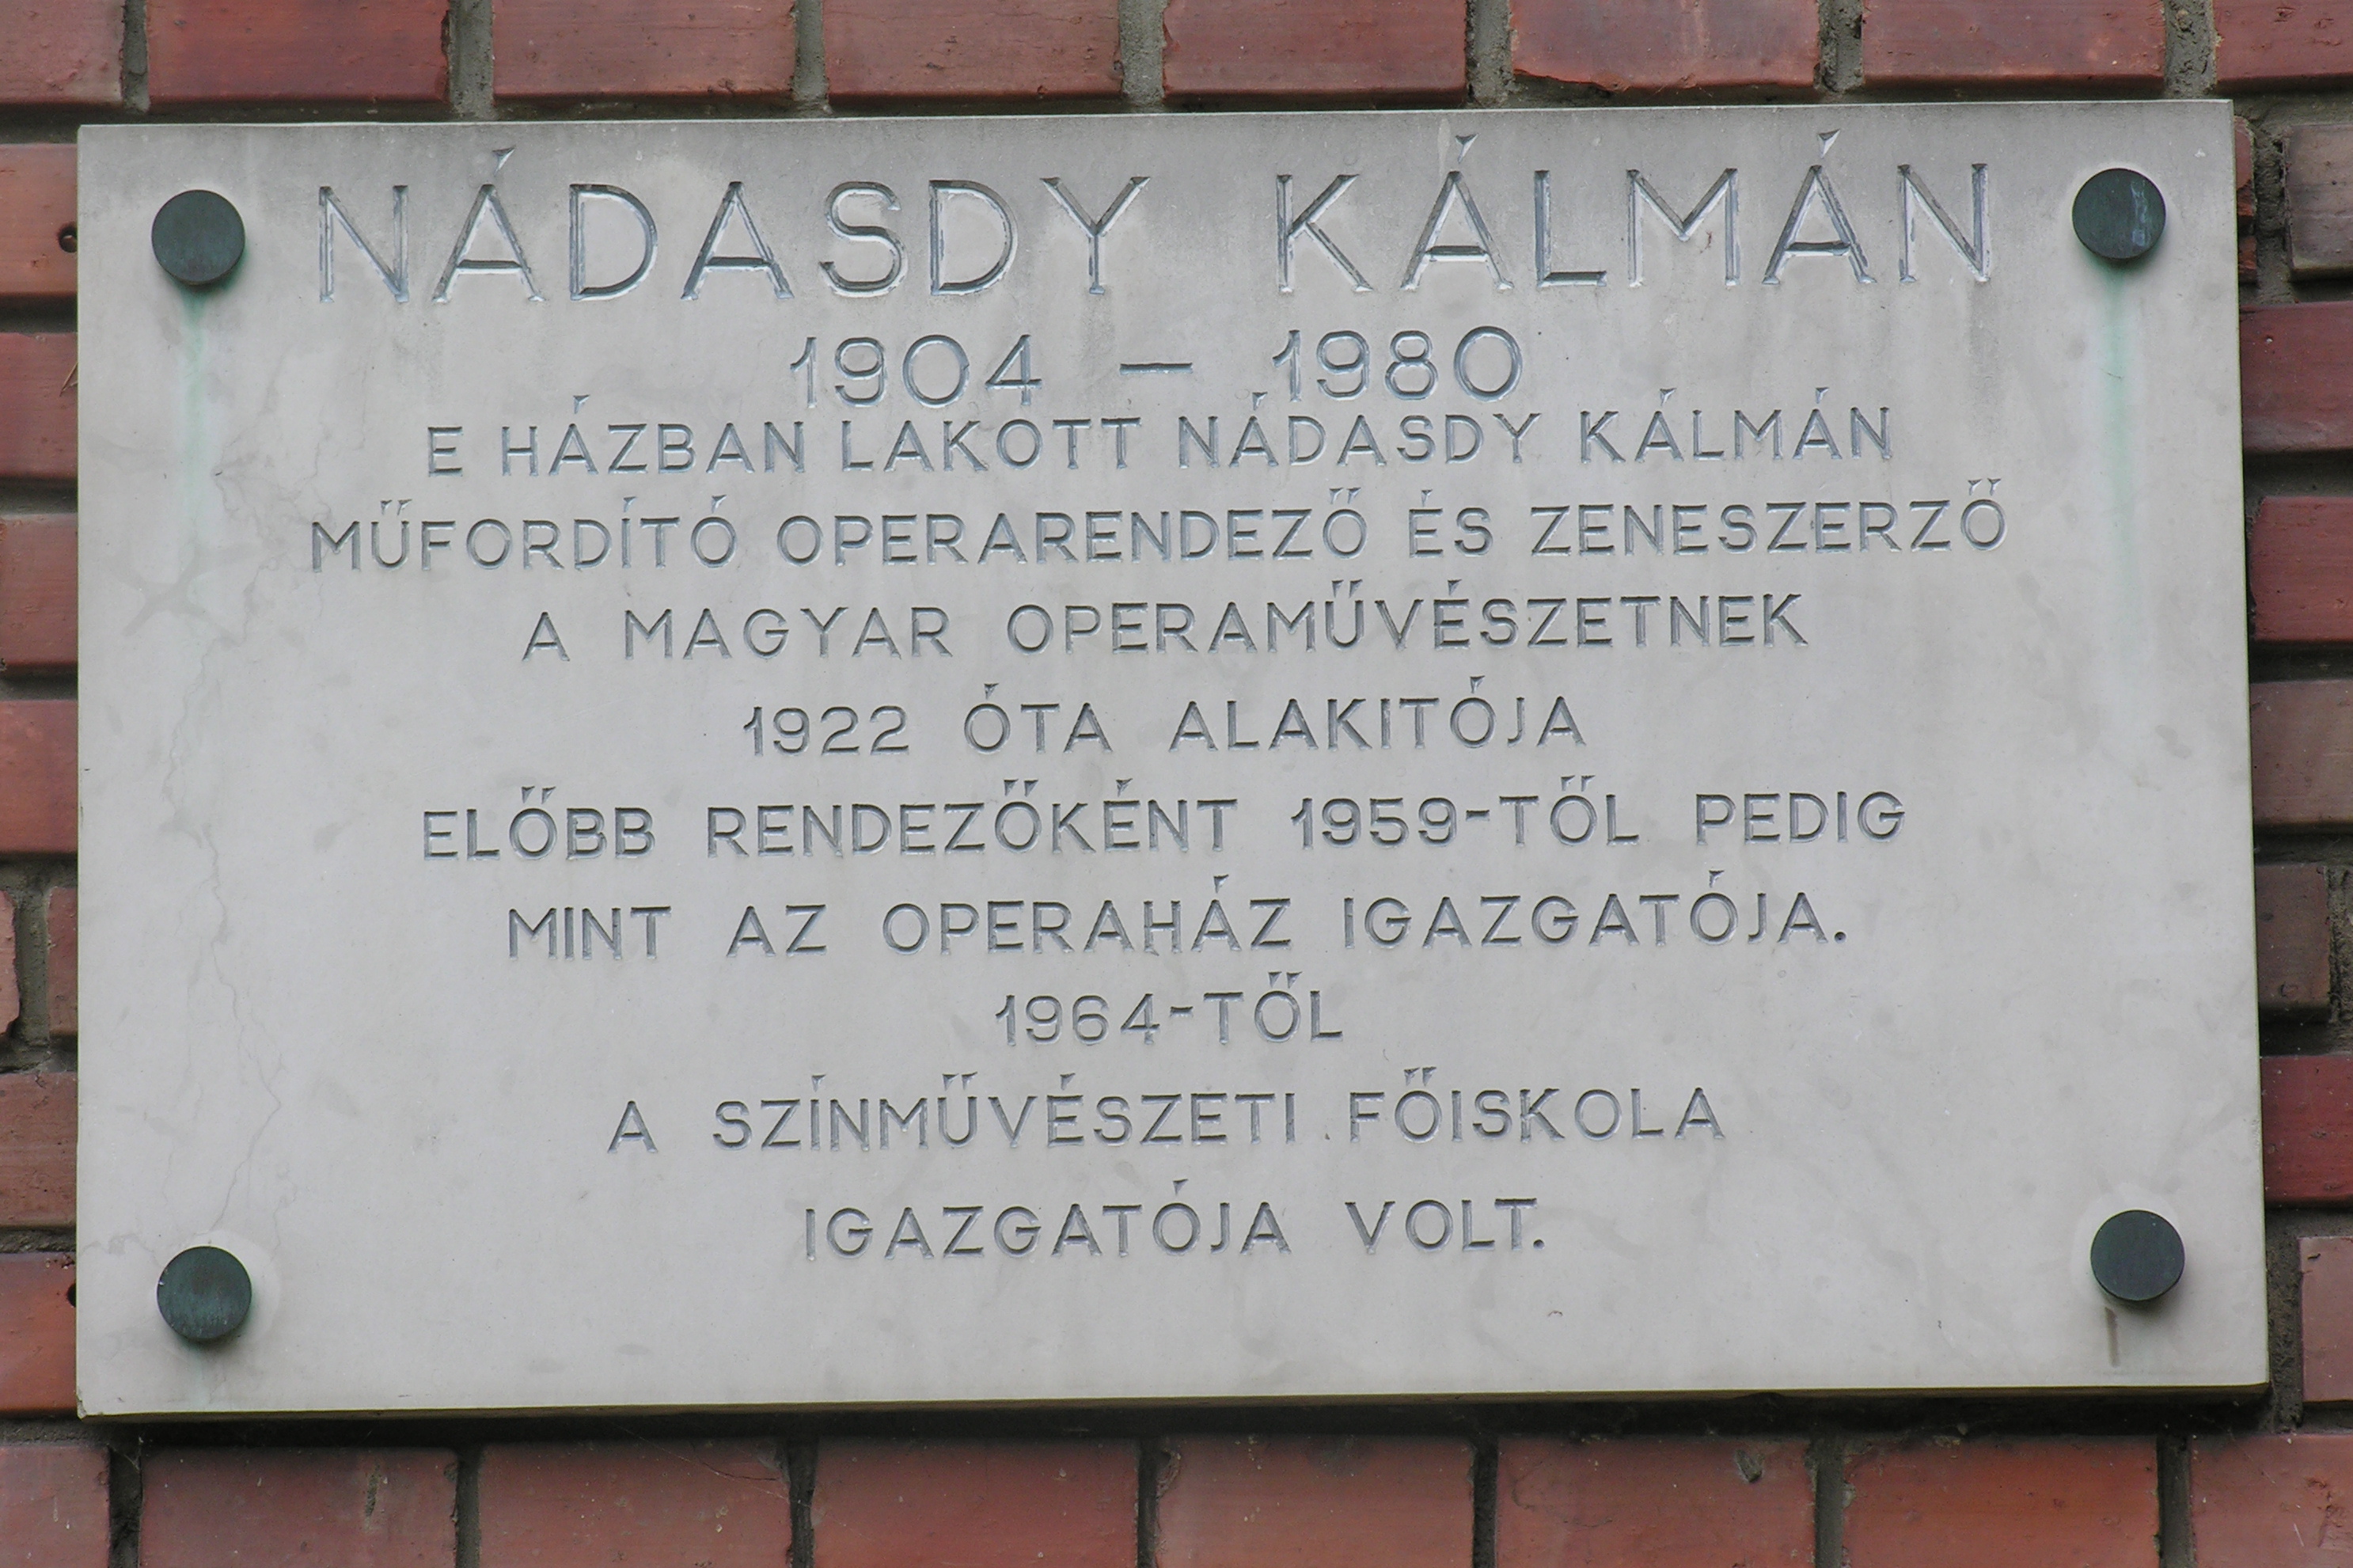 NÁDASDY KÁLMÁN
1904 – 1980
E HÁZBAN LAKOTT NÁDASDY KÁLMÁN
MŰFORDÍTÓ OPERARENDEZŐ ÉS ZENESZERZŐ
A MAGYAR OPERAMŰVÉSZETNEK
1922 ÓTA ALAKITÓJA
ELŐBB RENDEZŐKÉNT 1959-TŐL PEDIG
MINT AZ OPERAHÁZ IGAZGATÓJA.
1964-TŐL
A SZÍNMŰVÉSZETI FŐISKOLA
IGAZGATÓJA VOLT.